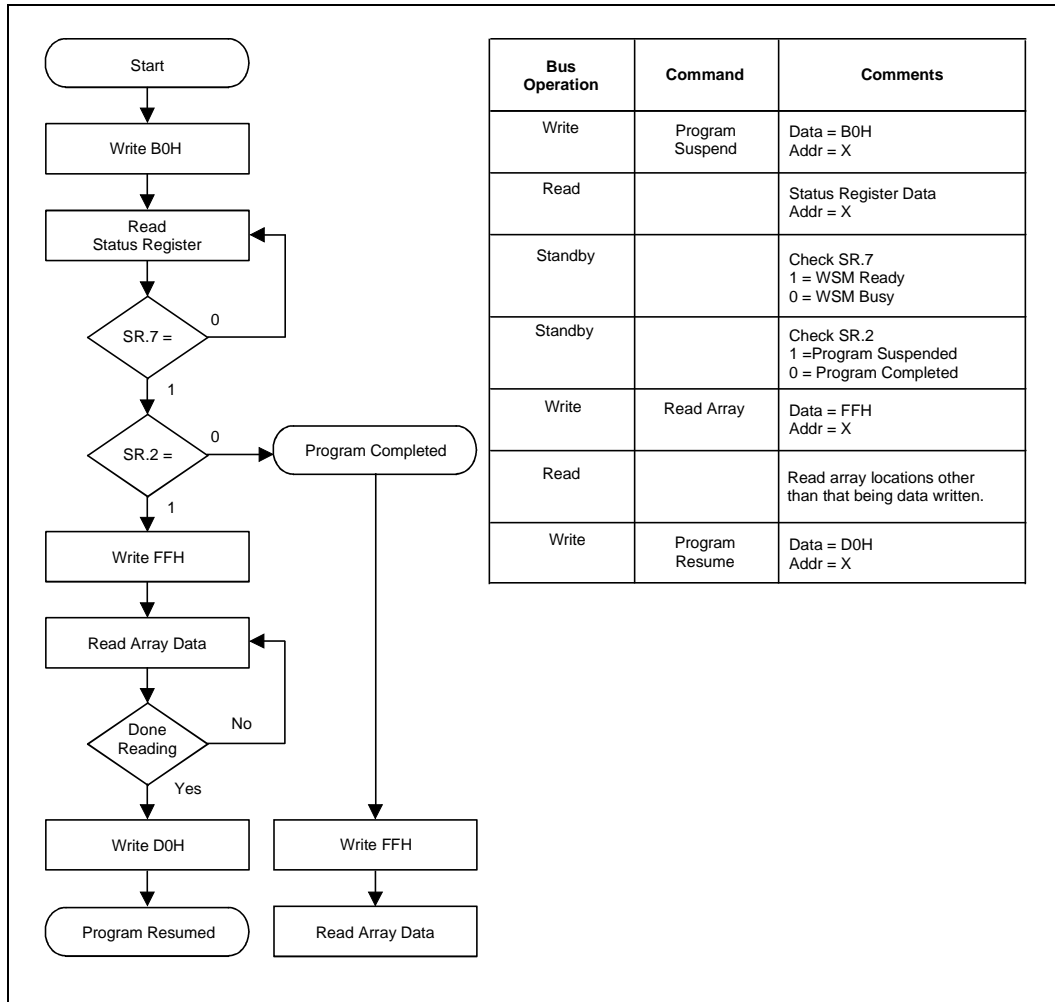 Start
Write B0H
Read
Status Register
0
SR.7 =
1
0
SR.2 =
Program Completed
1
Write FFH
Read Array Data
Done
Reading
No
Yes
Write D0H
Write FFH
Program Resumed
Read Array Data
Bus
Operation
Command
Comments
Write
Program
Suspend
Data = B0H
Addr = X
Read
Status Register Data
Addr = X
Standby
Check SR.7
1 = WSM Ready
0 = WSM Busy
Standby
Check SR.2
1 =Program Suspended
0 = Program Completed
Write
Read Array
Data = FFH
Addr = X
Read
Read array locations other
than that being data written.
Write
Program
Resume
Data = D0H
Addr = X